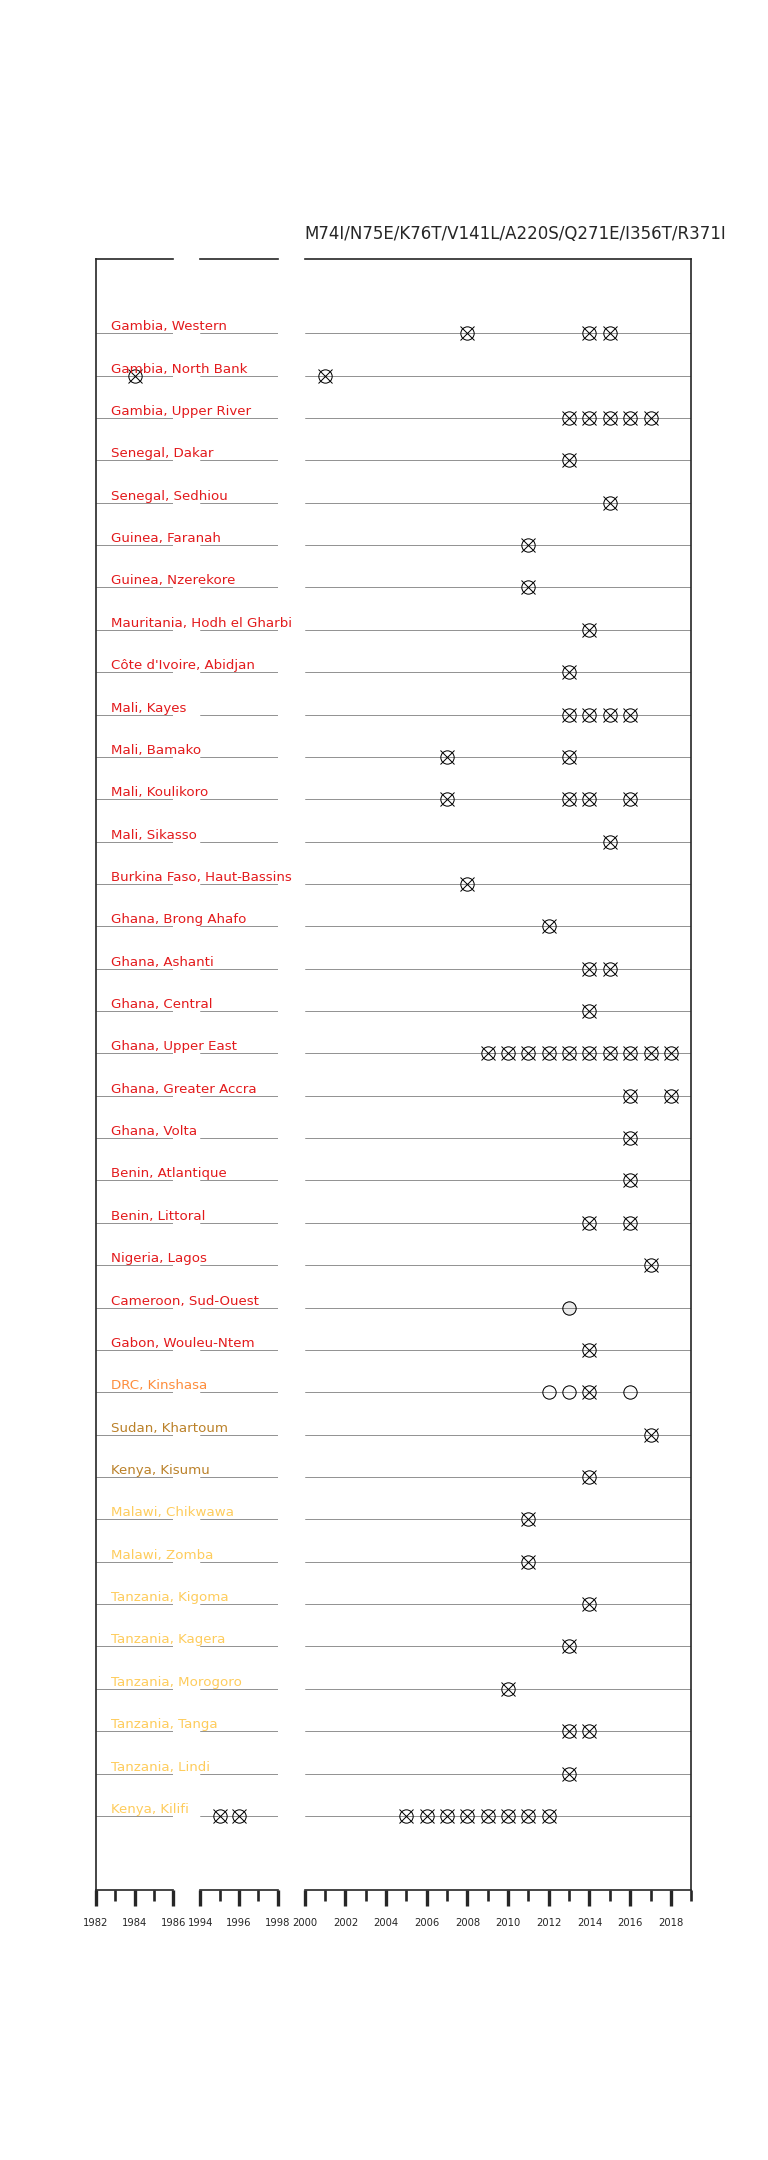 M74I/N75E/K76T/V141L/A220S/Q271E/I356T/R371I
Gambia, Western
Gambia, North Bank
Gambia, Upper River
Senegal, Dakar
Senegal, Sedhiou
Guinea, Faranah
Guinea, Nzerekore
Mauritania, Hodh el Gharbi
Côte d'Ivoire, Abidjan
Mali, Kayes
Mali, Bamako
Mali, Koulikoro
Mali, Sikasso
Burkina Faso, Haut-Bassins
Ghana, Brong Ahafo
Ghana, Ashanti
Ghana, Central
Ghana, Upper East
Ghana, Greater Accra
Ghana, Volta
Benin, Atlantique
Benin, Littoral
Nigeria, Lagos
Cameroon, Sud-Ouest
Gabon, Wouleu-Ntem
DRC, Kinshasa
Sudan, Khartoum
Kenya, Kisumu
Malawi, Chikwawa
Malawi, Zomba
Tanzania, Kigoma
Tanzania, Kagera
Tanzania, Morogoro
Tanzania, Tanga
Tanzania, Lindi
Kenya, Kilifi
1982 1984 1986 1994 1996 1998 2000 2002 2004 2006 2008 2010 2012 2014 2016 2018